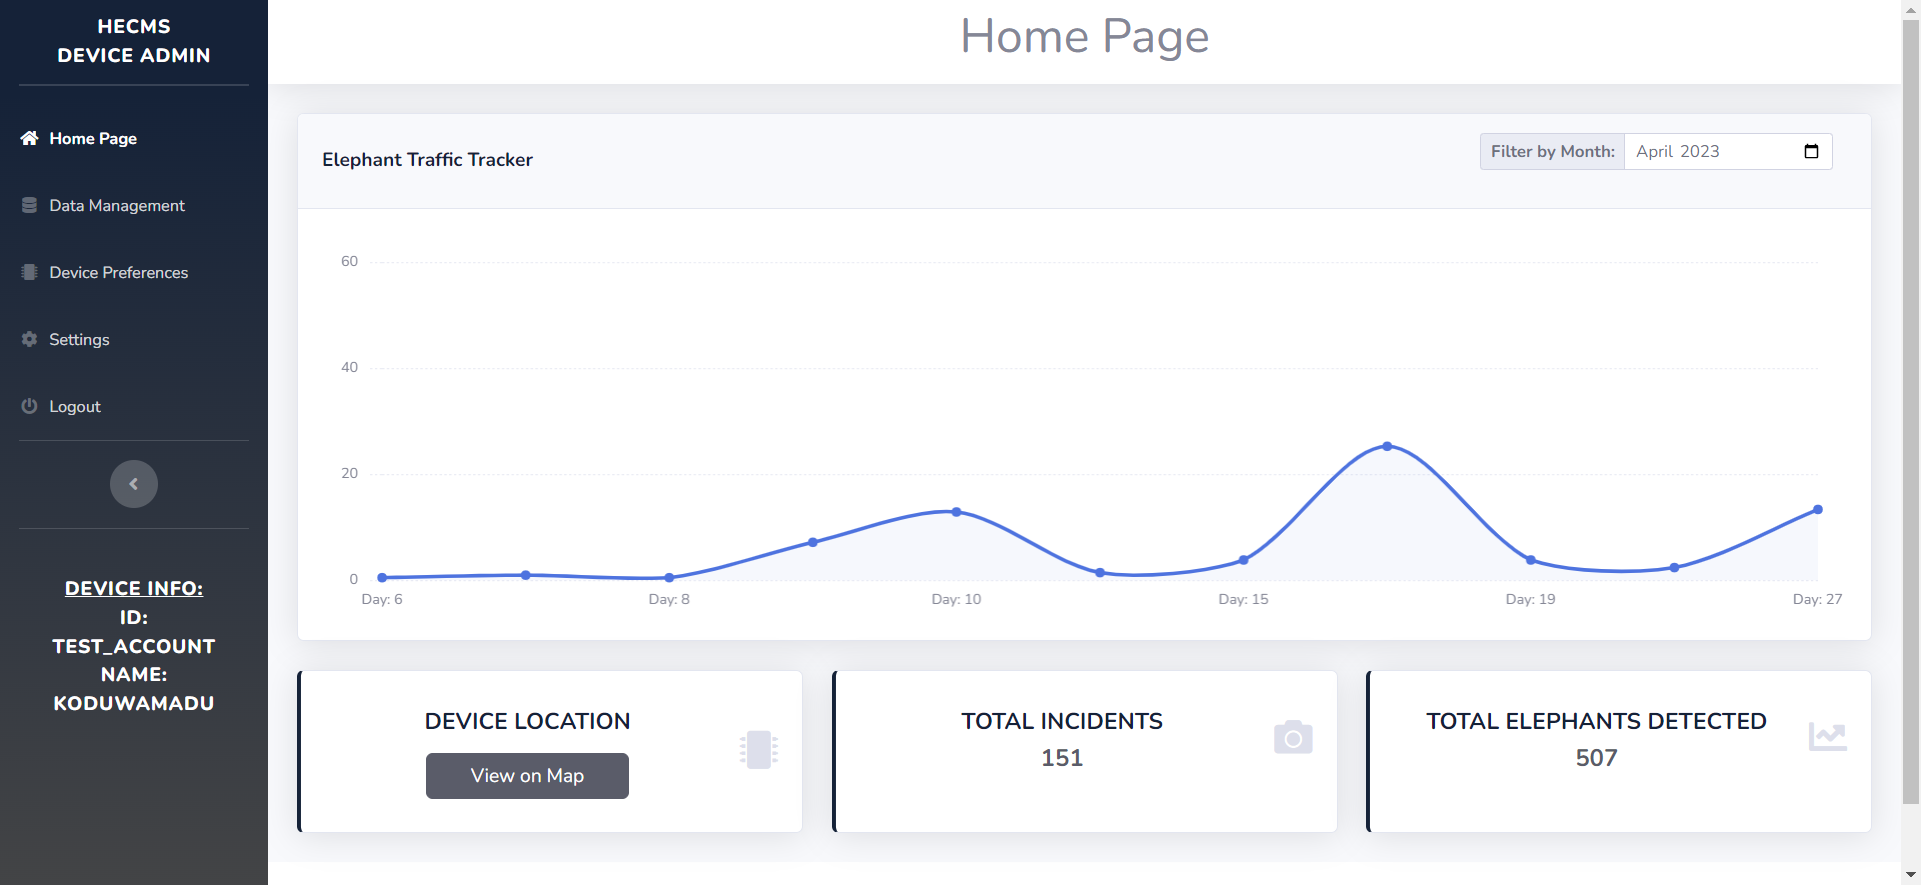 HECMS
DEVICE ADMIN
Home Page
Data Management
Device Preferences
Settings
Logout
DEVICE INFO:
ID:
TEST_ACCOUNT
NAME:
KODUWAMADU
Home Page
Elephant Traffic Tracker
Filter by Month: April 2023
60
40
20
0
Day: 6 Day: 8 Day: 10 Day: 15 Day: 19 Day: 27
DEVICE LOCATION
View on Map
TOTAL INCIDENTS
151
TOTAL ELEPHANTS DETECTED
507